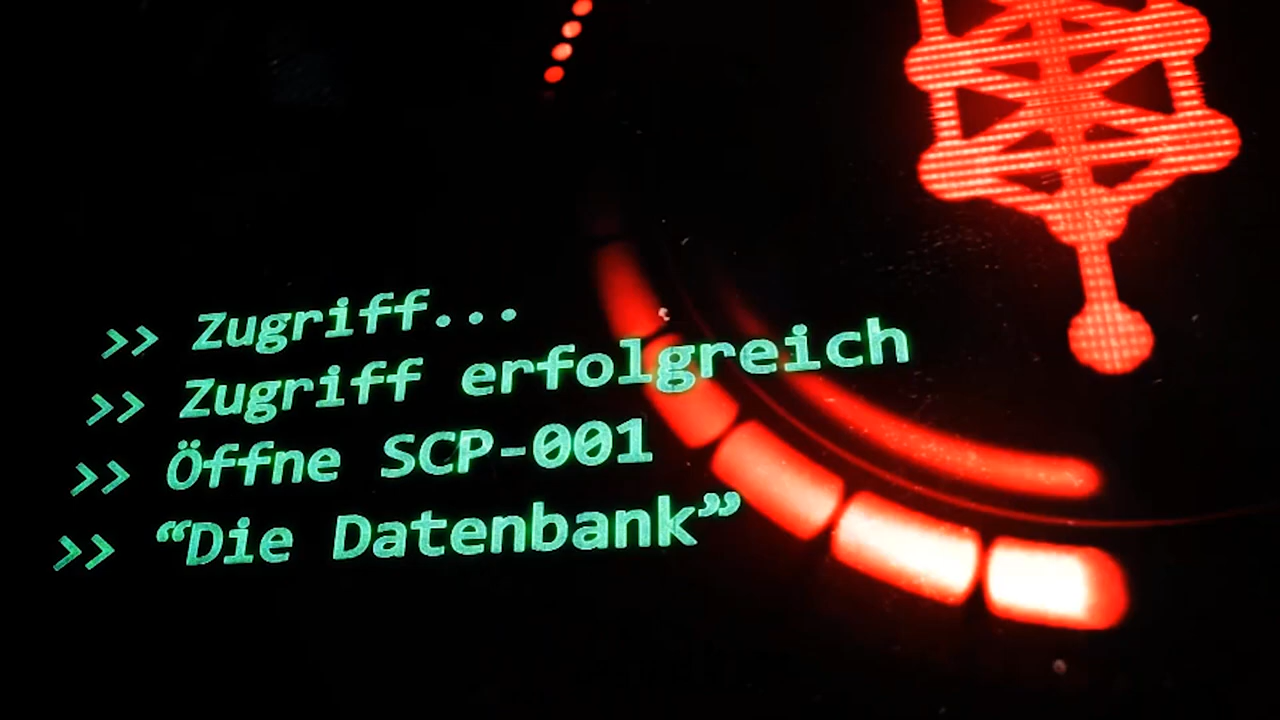 >> Zugriff...
>> Zugriff erfolgreich
>> Öffne SCP-001
>> “Die Datenbank”